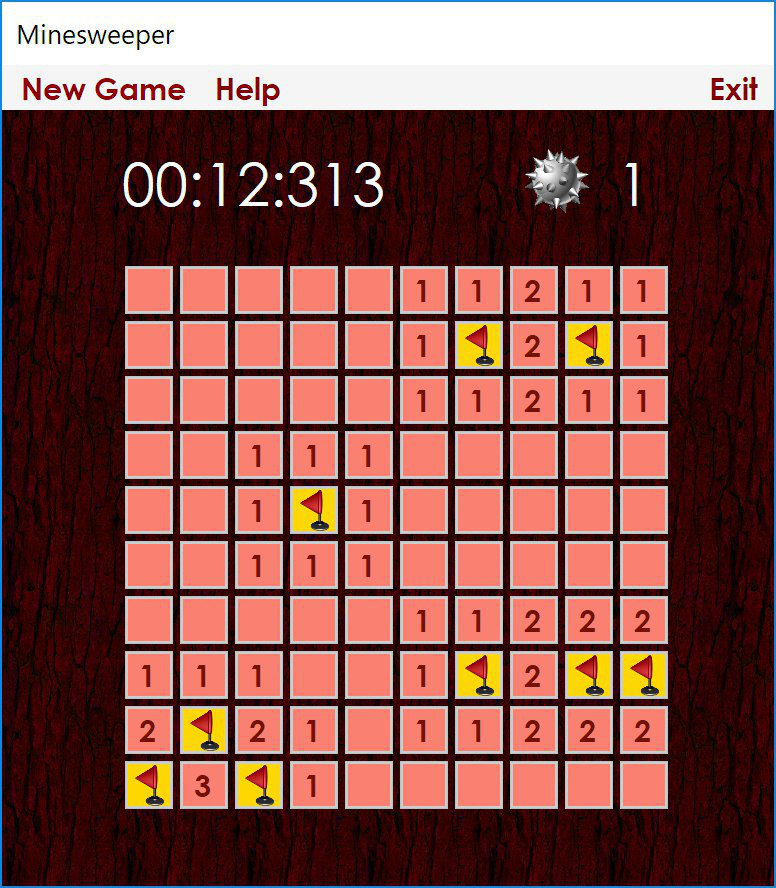 Minesweeper
New Game Help Exit
00:12:313 1
1 1 2 1 1
1 2 1
1 1 2 1 1
1 1 1
1 1
1 1 1
1 1 2 2 2
1 1 1 1 2
2 2 1 1 1 2 2 2
3 1